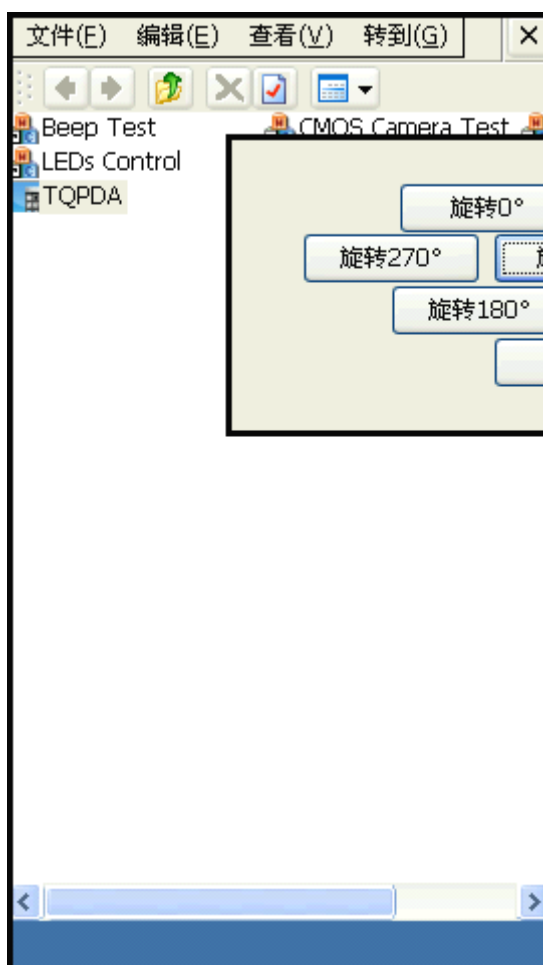 文件(F) 编辑(E) 查看(V) 转到(G)
Beep Test CMOS Camera Test
LEDs Control
TQPDA
旋转0°
旋转270°
旋转180°